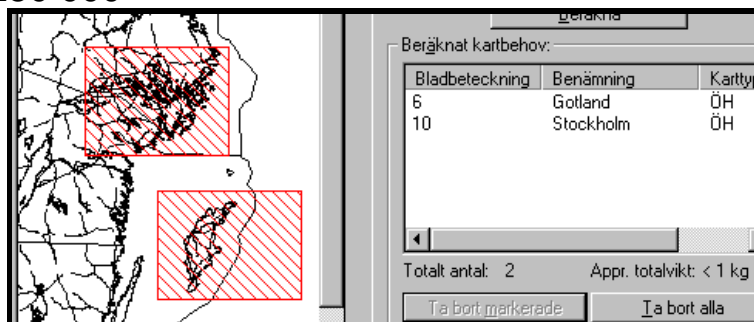 Beräkna
Beräknat kartbehov:
Bladbeteckning Benämning
6 Gotland ÖH
10 Stockholm ÖH
Totalt antal: 2 Appr. totalvikt: < 1 kg
Ta bort markerade Ta bort alla